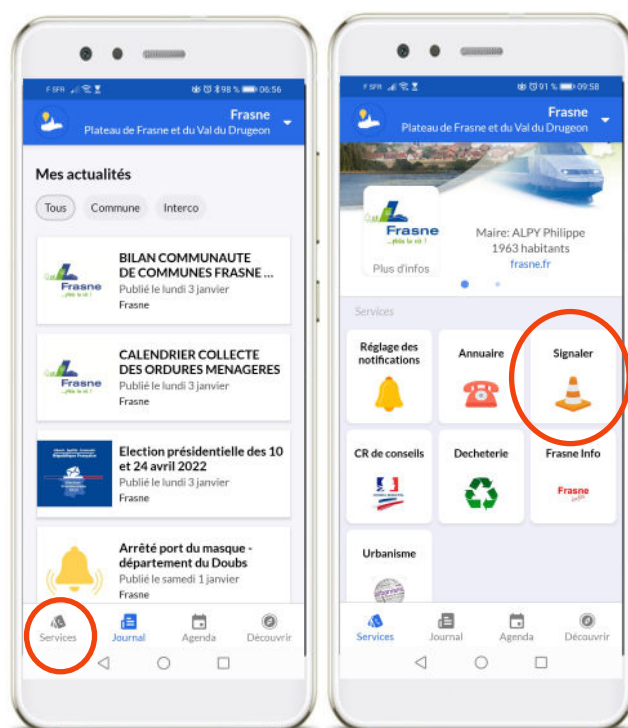 F SFR 98 % 06:56
Frasne
Plateau de Frasne et du Val du Drugeon
Mes actualités
Tous Commune Interco
Frasne
BILAN COMMUNAUTE
DE COMMUNES FRASNE ...
Publié le lundi 3 janvier
Frasne
Frasne
CALENDRIER COLLECTE
DES ORDURES MENAGERES
Publié le lundi 3 janvier
Frasne
Election présidentielle des 10
et 24 avril 2022
Publié le lundi 3 janvier
Frasne
Arrêté port du masque -
département du Doubs
Publié le samedi 1 janvier
Frasne
Services Journal Agenda Découvrir
F SFR 91 % 09:58
Frasne
Plateau de Frasne et du Val du Drugeon
Frasne
...plus la vie !
Plus d'infos
Maire: ALPY Philippe
1963 habitants
frasne.fr
Services
Réglage des
notifications
Annuaire
Signaler
CR de conseils
Decheterie
Frasne Info
Frasne
Urbanisme
Services Journal Agenda Découvrir